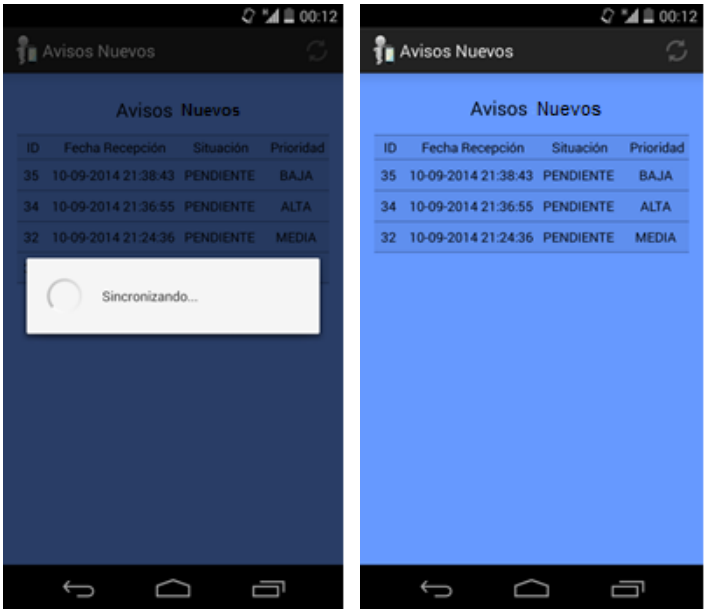 00:12
Avisos Nuevos
Avisos Nuevos
ID Fecha Recepción Situación Prioridad
35 10-09-2014 21:38:43 PENDIENTE BAJA
34 10-09-2014 21:36:55 PENDIENTE ALTA
32 10-09-2014 21:24:36 PENDIENTE MEDIA
Sincronizando...
00:12
Avisos Nuevos
Avisos Nuevos
ID Fecha Recepción Situación Prioridad
35 10-09-2014 21:38:43 PENDIENTE BAJA
34 10-09-2014 21:36:55 PENDIENTE ALTA
32 10-09-2014 21:24:36 PENDIENTE MEDIA